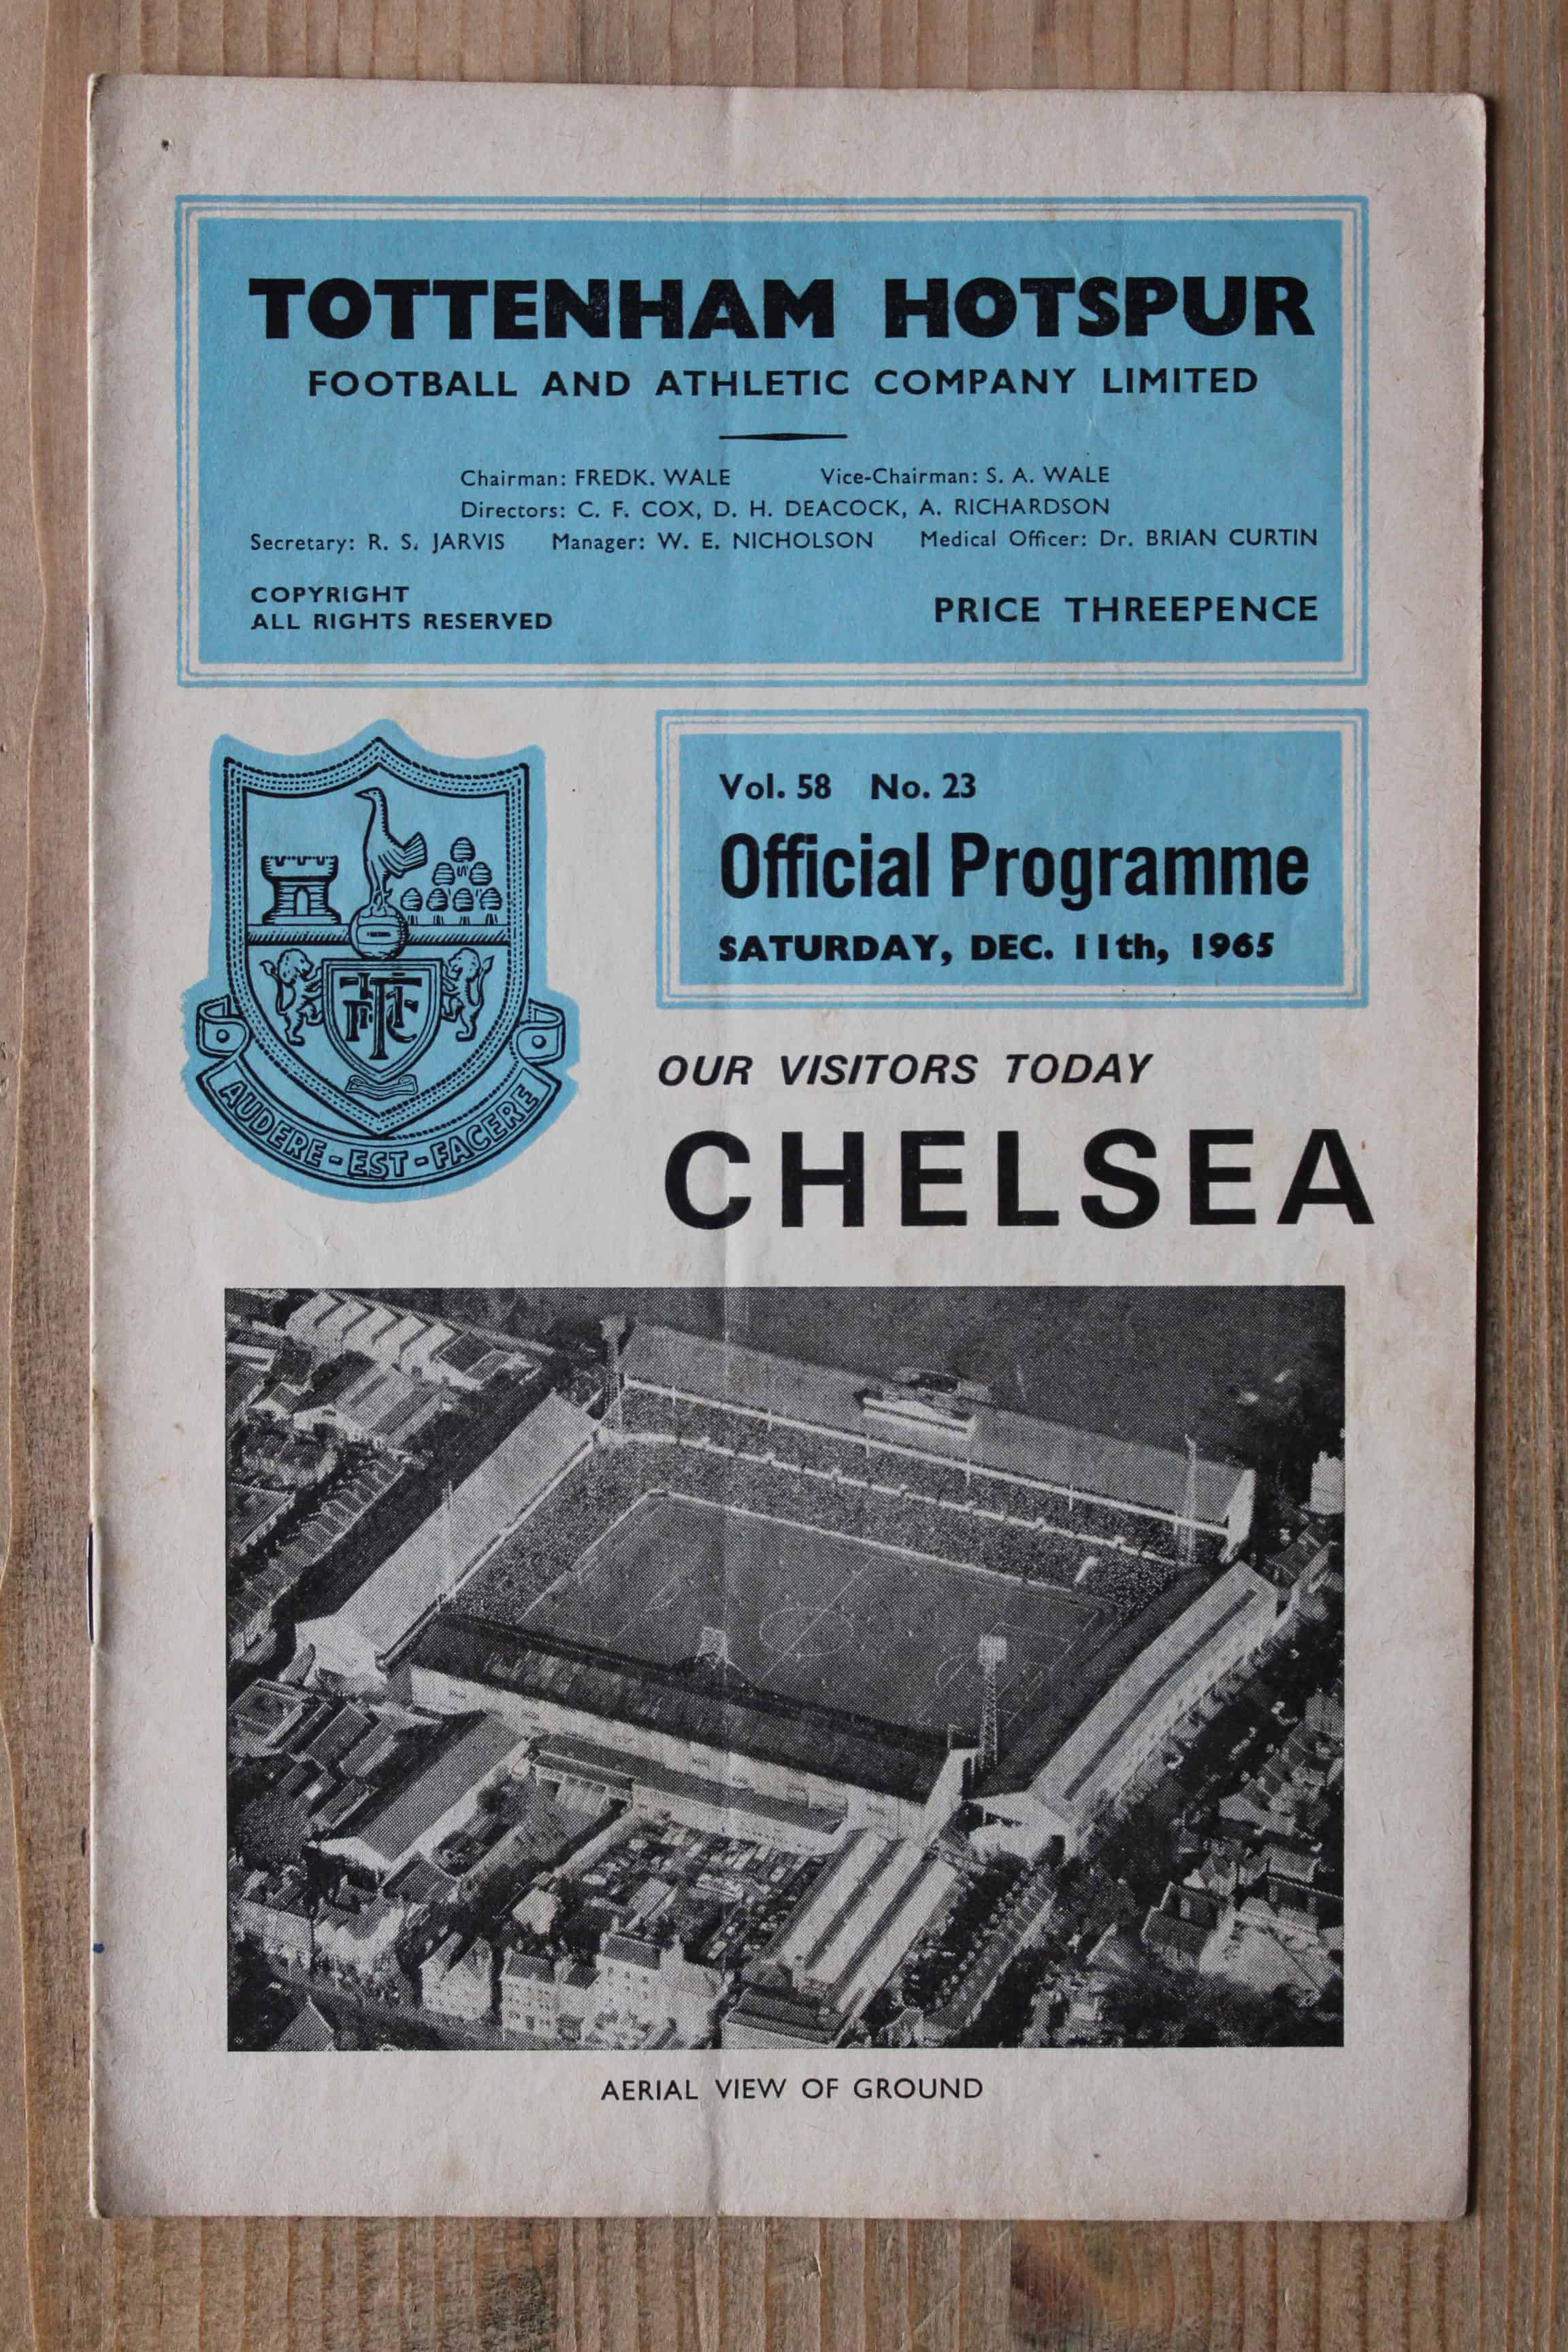 TOTTENHAM HOTSPUR
FOOTBALL AND ATHLETIC COMPANY LIMITED
Chairman: FREDK. WALE Vice-Chairman: S. A. WALE
Directors: C. F. COX, D. H. DEACOCK, A. RICHARDSON
Secretary: R. S. JARVIS Manager: W. E. NICHOLSON Medical Officer: Dr. BRIAN CURTIN
COPYRIGHT
ALL RIGHTS RESERVED
PRICE THREEPENCE
Vol. 58 No. 23
Official Programme
SATURDAY, DEC. 11th, 1965
AUDERE-EST-FACERE
OUR VISITORS TODAY
CHELSEA
AERIAL VIEW OF GROUND